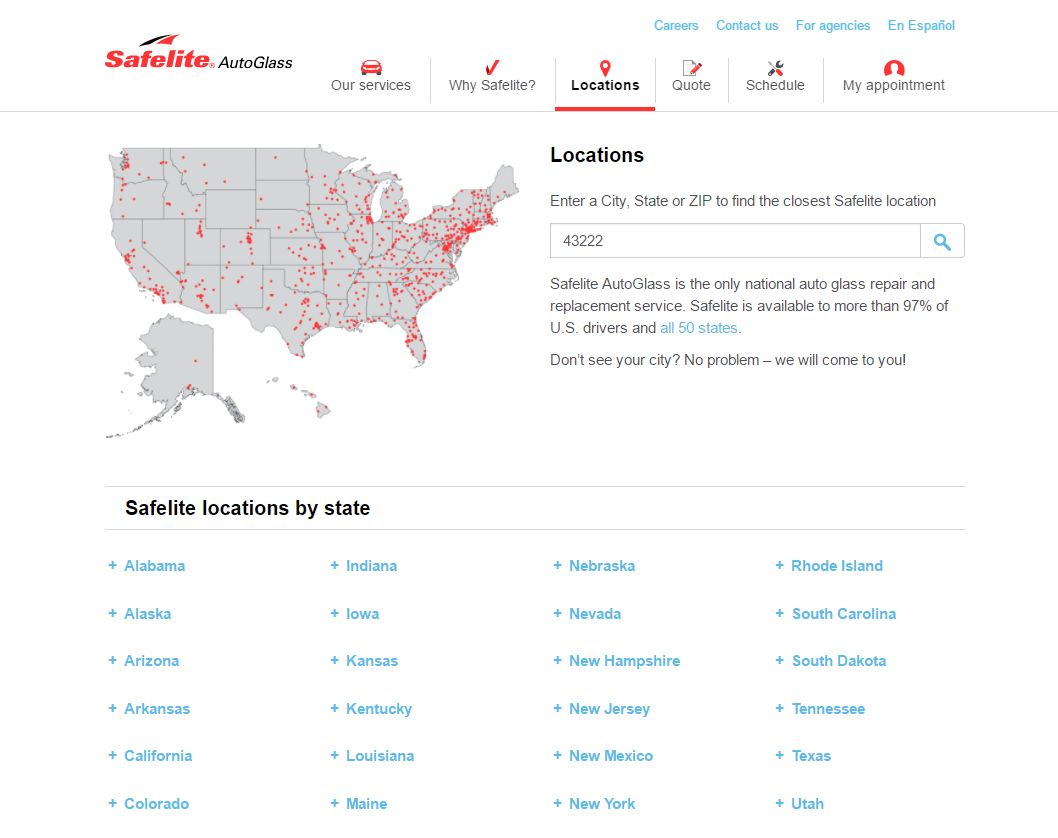 Careers Contact us For agencies En Español
Safelite® AutoGlass
Our services Why Safelite? Locations Quote Schedule My appointment
Locations
Enter a City, State or ZIP to find the closest Safelite location
43222
Safelite AutoGlass is the only national auto glass repair and
replacement service. Safelite is available to more than 97% of
U.S. drivers and all 50 states.
Don’t see your city? No problem – we will come to you!
Safelite locations by state
+ Alabama + Indiana + Nebraska + Rhode Island
+ Alaska + Iowa + Nevada + South Carolina
+ Arizona + Kansas + New Hampshire + South Dakota
+ Arkansas + Kentucky + New Jersey + Tennessee
+ California + Louisiana + New Mexico + Texas
+ Colorado + Maine + New York + Utah